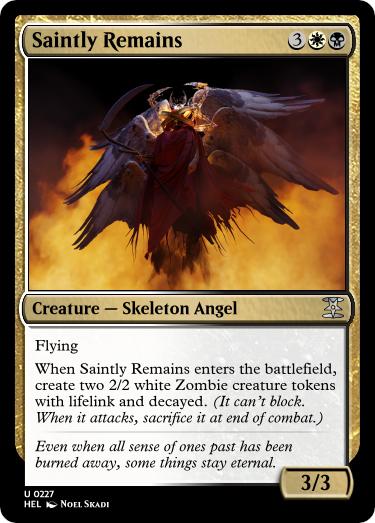 Saintly Remains 3
Creature — Skeleton Angel
Flying
When Saintly Remains enters the battlefield,
create two 2/2 white Zombie creature tokens
with lifelink and decayed. (It can't block.
When it attacks, sacrifice it at end of combat.)
Even when all sense of ones past has been
burned away, some things stay eternal.
3/3
U 0227
HEL Noel Skadi